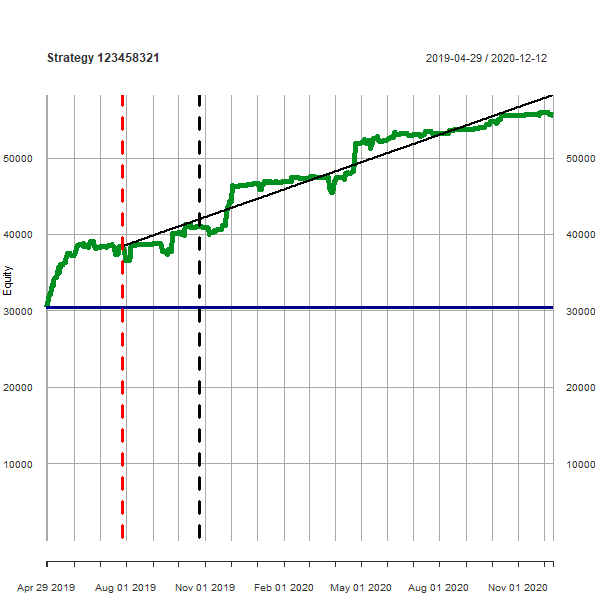 Strategy 123458321
2019-04-29 / 2020-12-12
50000
50000
40000
40000
Equity
30000
30000
20000
20000
10000
10000
Apr 29 2019
Aug 01 2019
Nov 01 2019
Feb 01 2020
May 01 2020
Aug 01 2020
Nov 01 2020